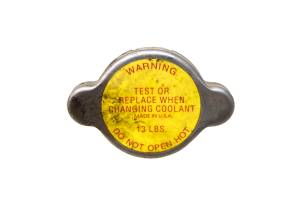 WARNING
TEST OR
REPLACE WHEN
CHANGING COOLANT
MADE IN U.S.A.
13 LBS.
DO NOT OPEN HOT